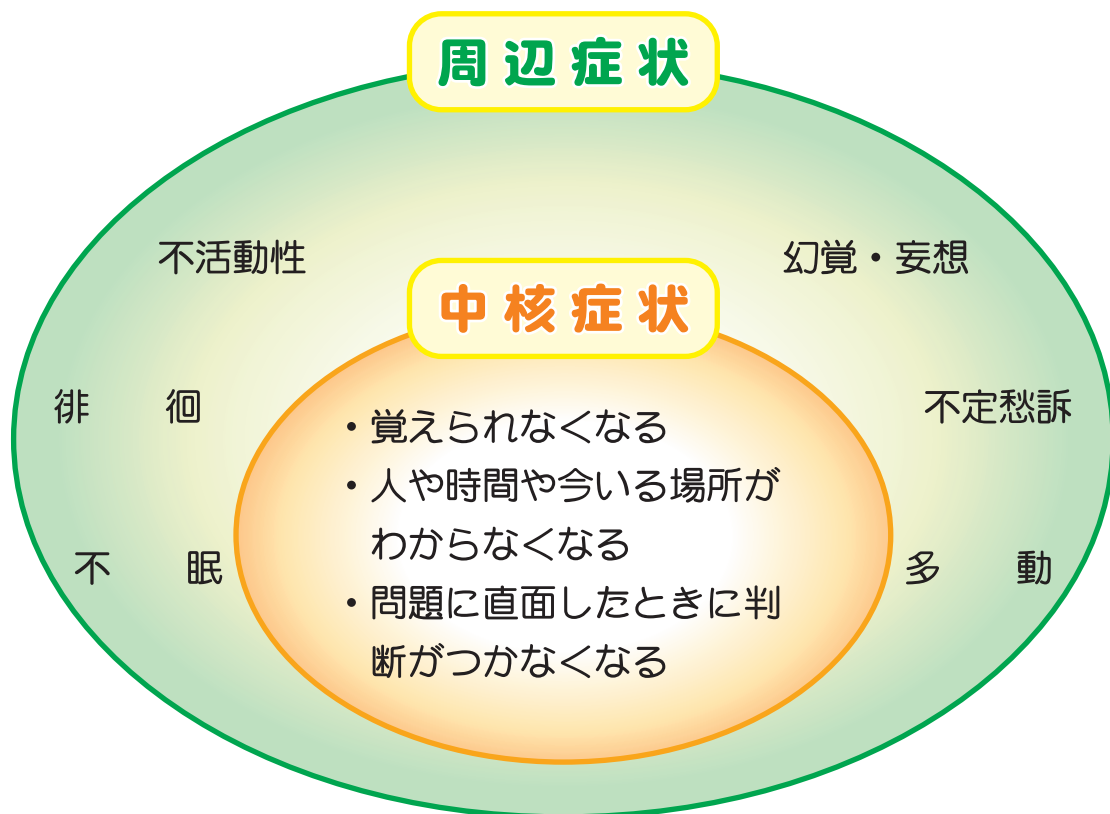 周辺症状
不活動性
幻覚・妄想
中核症状
徘徊
不定愁訴
・覚えられなくなる
・人や時間や今いる場所が
わからなくなる
不眠
多動
・問題に直面したときに判
断がつかなくなる